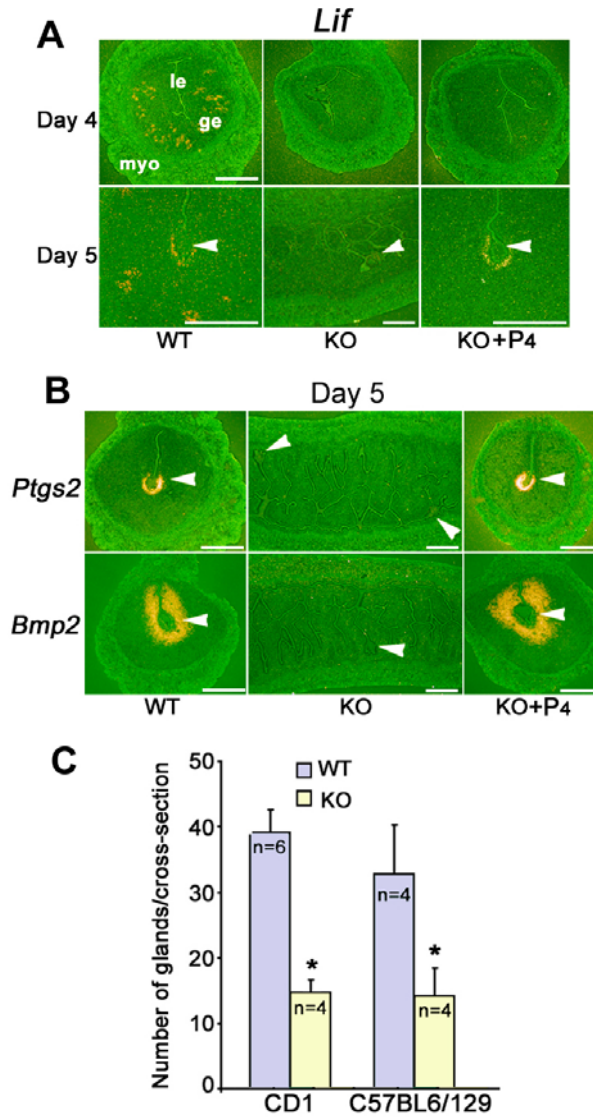 A
Lif
Day 4
le
ge
myo
Day 5
WT KO KO+P4
B
Day 5
Ptgs2
Bmp2
WT KO KO+P4
C
Number of glands/cross-section
50
40
30
20
10
0
WT
KO
n=6
*
n=4
n=4
*
n=4
CD1 C57BL6/129